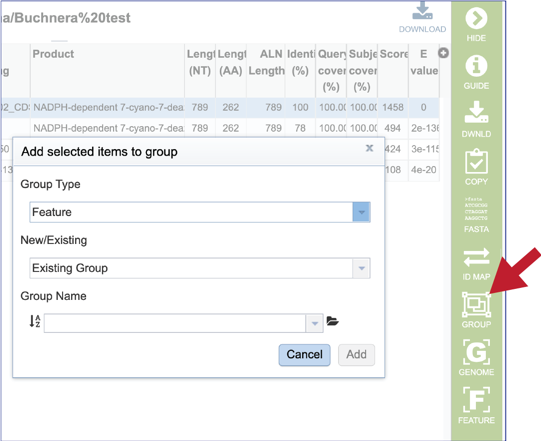 a/Buchnera%20test
DOWNLOAD
Product Lengt (NT) Lengt (AA) ALN Length Identi (%) Query cover (%) Subje cover (%) Score E value
02_CD: NADPH-dependent 7-cyano-7-dea 789 262 789 100 100.00 100.00 1458 0
NADPH-dependent 7-cyano-7-dea 789 262 789 78 100.00 100.00 494 2e-136
50 424 3e-115
13 108 4e-20
Add selected items to group x
Group Type
Feature
New/Existing
Existing Group
Group Name
A
Z
Cancel Add
HIDE
GUIDE
DWNLD
COPY
FASTA
ID MAP
GROUP
G
GENOME
F
FEATURE